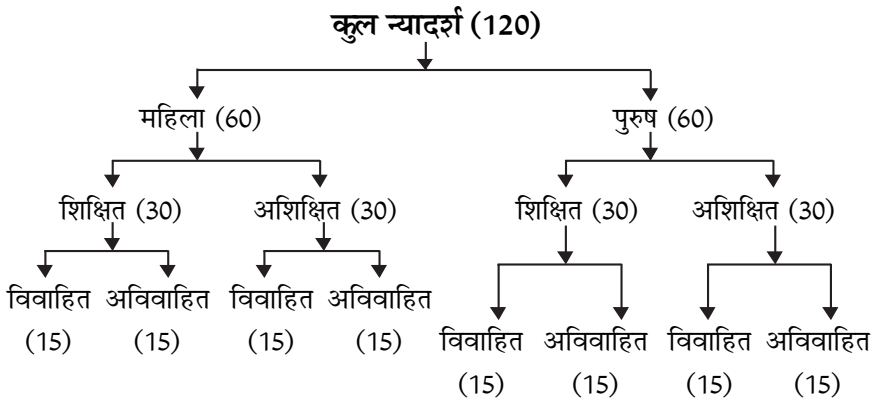 कुल न्यादर्श (120)
महिला (60) पुरुष (60)
शिक्षित (30) अशिक्षित (30) शिक्षित (30) अशिक्षित (30)
विवाहित अविवाहित विवाहित अविवाहित
(15) (15) (15) (15)
विवाहित अविवाहित विवाहित अविवाहित
(15) (15) (15) (15)